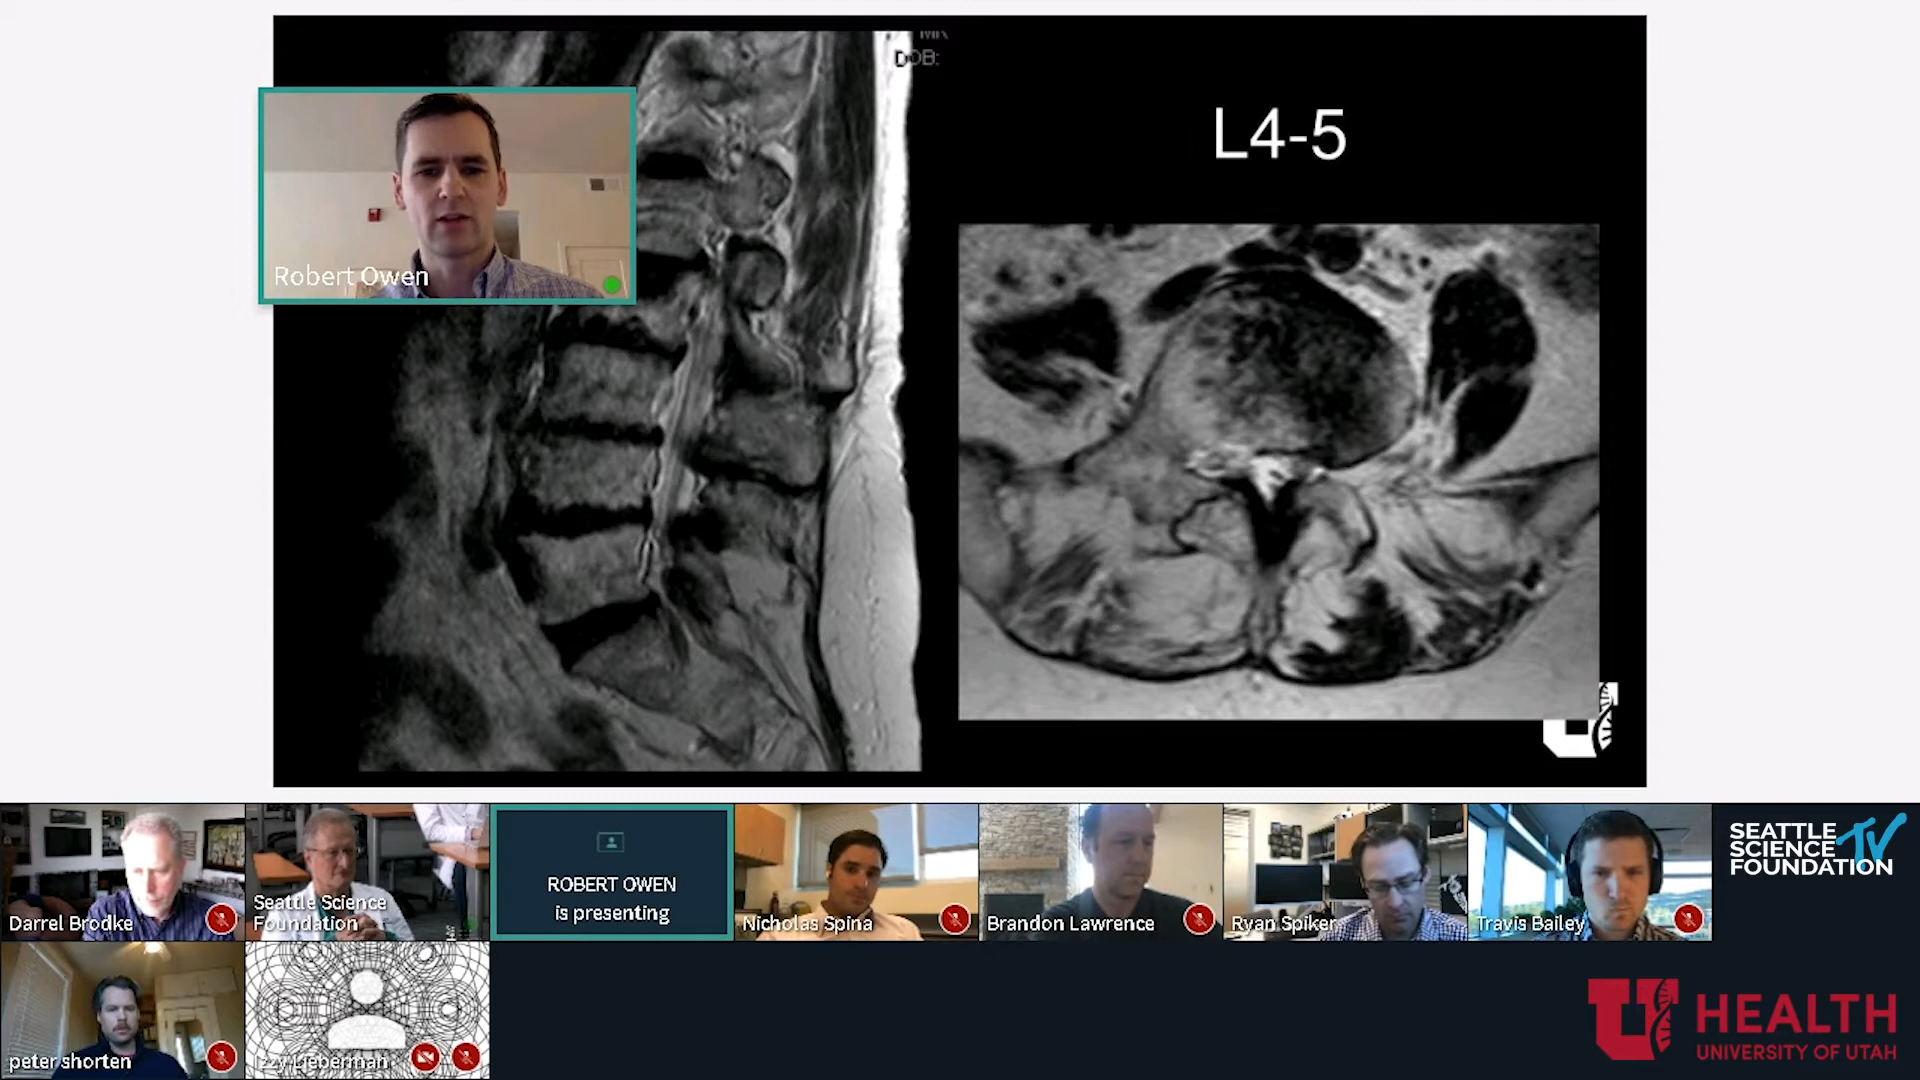 DOB:
L4-5
Robert Owen
Darrel Brodke
Seattle Science
Foundation
ROBERT OWEN
is presenting
Nicholas Spina
Brandon Lawrence
Ryan Spiker
Travis Bailey
SEATTLE
SCIENCE TV
FOUNDATION
peter shorten
Izzy Lieberman
U HEALTH
UNIVERSITY OF UTAH